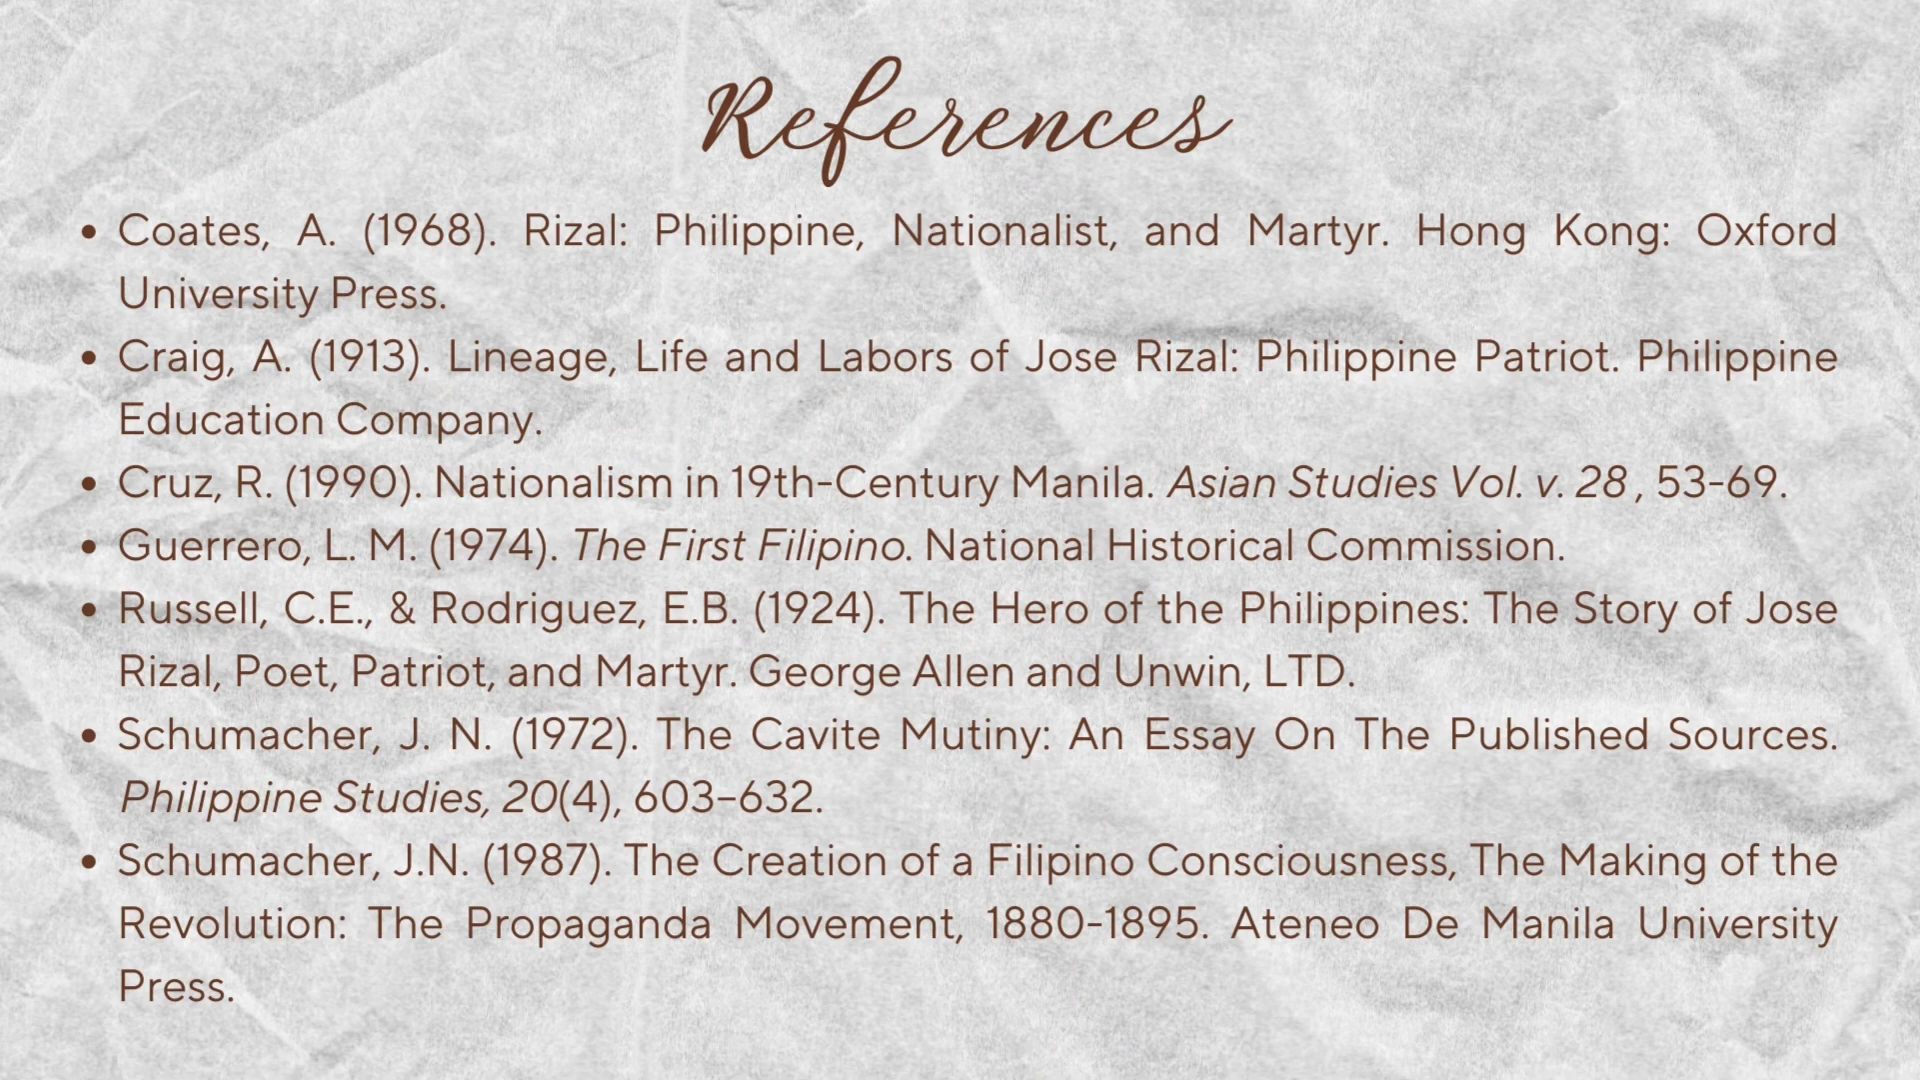 References
• Coates, A. (1968). Rizal: Philippine, Nationalist, and Martyr. Hong Kong: Oxford
University Press.
• Craig, A. (1913). Lineage, Life and Labors of Jose Rizal: Philippine Patriot. Philippine
Education Company.
• Cruz, R. (1990). Nationalism in 19th-Century Manila. Asian Studies Vol. v. 28, 53-69.
• Guerrero, L. M. (1974). The First Filipino. National Historical Commission.
• Russell, C.E., & Rodriguez, E.B. (1924). The Hero of the Philippines: The Story of Jose
Rizal, Poet, Patriot, and Martyr. George Allen and Unwin, LTD.
• Schumacher, J. N. (1972). The Cavite Mutiny: An Essay On The Published Sources.
Philippine Studies, 20(4), 603–632.
• Schumacher, J.N. (1987). The Creation of a Filipino Consciousness, The Making of the
Revolution: The Propaganda Movement, 1880-1895. Ateneo De Manila University
Press.